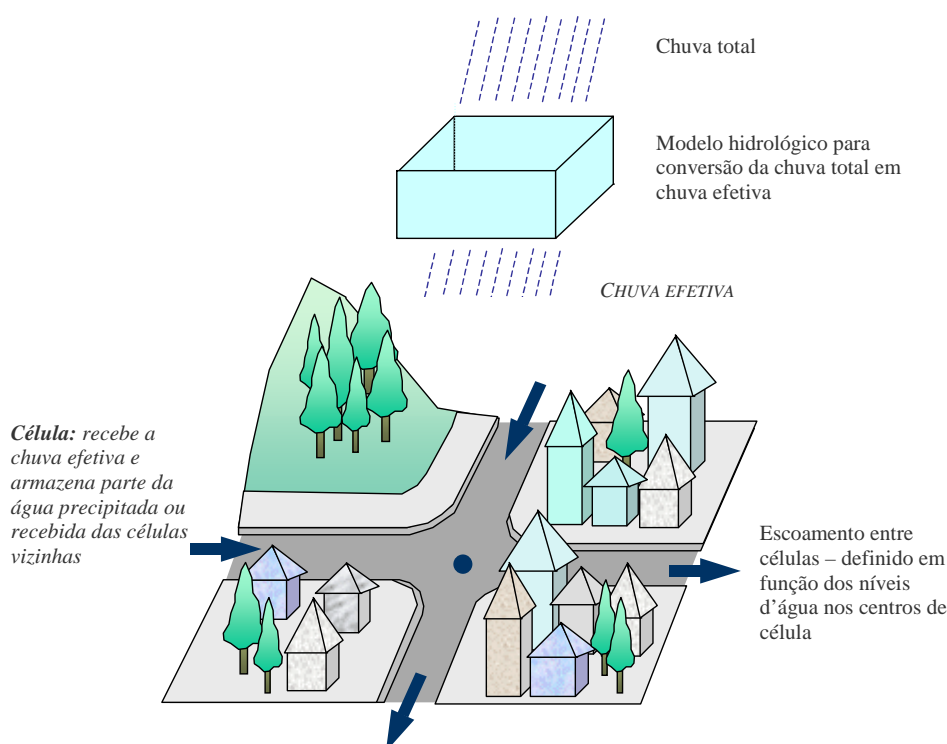 Chuva total
Modelo hidrológico para
conversão da chuva total em
chuva efetiva
CHUVA EFETIVA
Célula: recebe a
chuva efetiva e
armazena parte da
água precipitada ou
recebida das células
vizinhas
Escoamento entre
células – definido em
função dos níveis
d’água nos centros de
célula